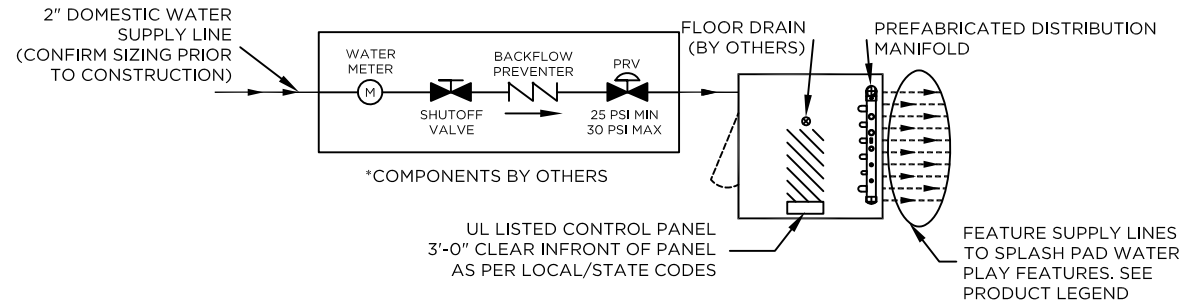 2" DOMESTIC WATER
SUPPLY LINE
(CONFIRM SIZING PRIOR
TO CONSTRUCTION)
WATER
METER
M
SHUTOFF
VALVE
BACKFLOW
PREVENTER
PRV
25 PSI MIN
30 PSI MAX
*COMPONENTS BY OTHERS
FLOOR DRAIN
(BY OTHERS)
PREFABRICATED DISTRIBUTION
MANIFOLD
UL LISTED CONTROL PANEL
3'-0" CLEAR INFRONT OF PANEL
AS PER LOCAL/STATE CODES
FEATURE SUPPLY LINES
TO SPLASH PAD WATER
PLAY FEATURES. SEE
PRODUCT LEGEND